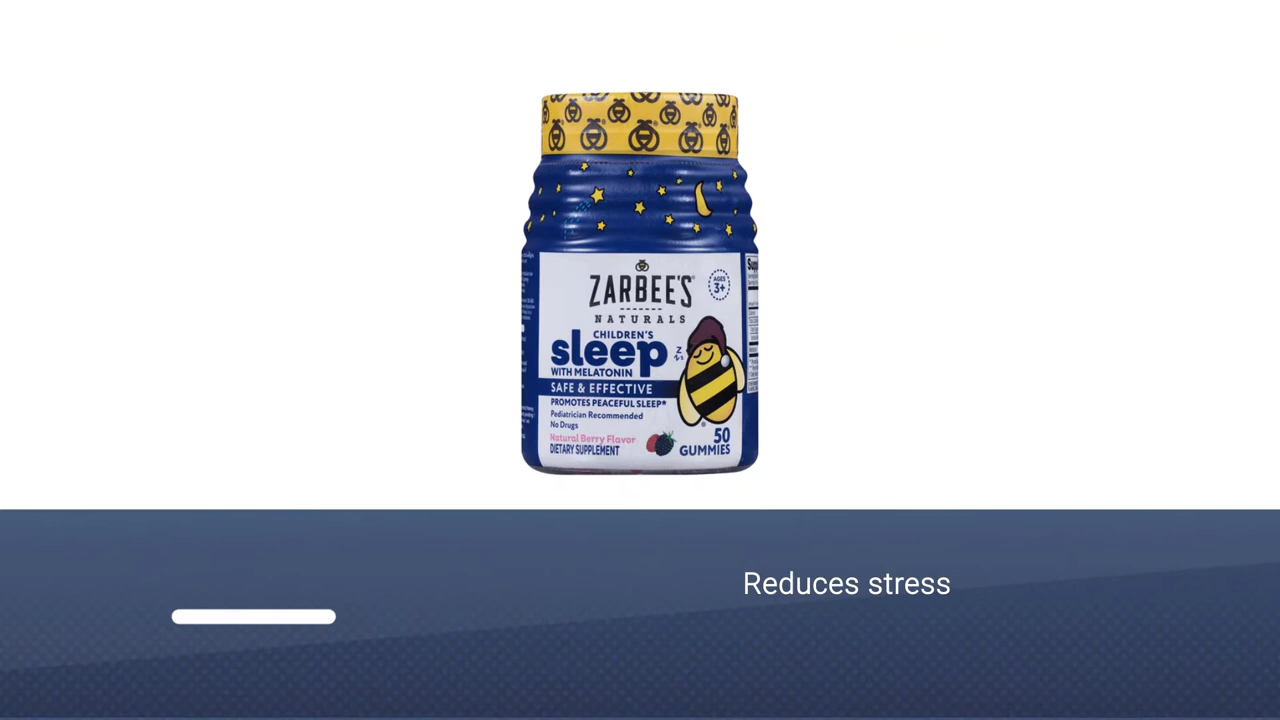 ZARBEE'S
NATURALS
AGES
3+
CHILDREN'S
sleep
WITH MELATONIN
SAFE & EFFECTIVE
PROMOTES PEACEFUL SLEEP*
Pediatrician Recommended
No Drugs
Natural Berry Flavor
DIETARY SUPPLEMENT
50
GUMMIES
Reduces stress